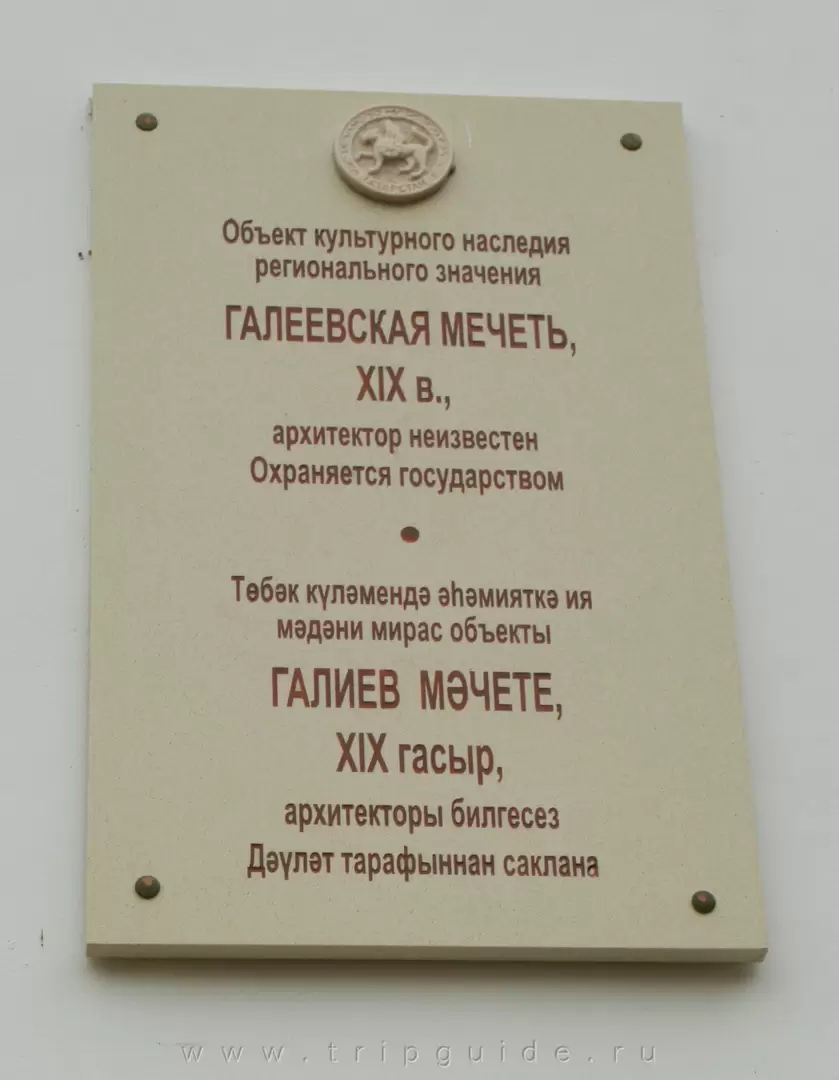 ТАТАРСТАН
Объект культурного наследия
регионального значения
ГАЛЕЕВСКАЯ МЕЧЕТЬ,
XIX в.,
архитектор неизвестен
Охраняется государством
Төбәк күләмендә әһәмияткә ия
мәдәни мирас объекты
ГАЛИЕВ МӘЧЕТЕ,
XIX гасыр,
архитекторы билгесез
Дәүләт тарафыннан саклана
www.tripguide.ru